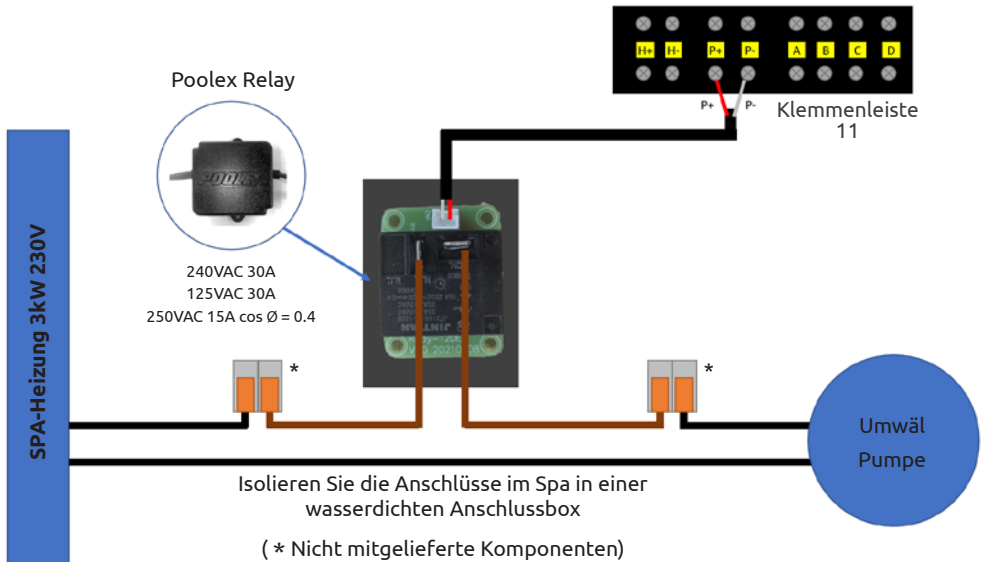 H+ H- P+ P- A B C D
P+ P-
Klemmenleiste
11
Poolex Relay
POOLEX
240VAC 30A
125VAC 30A
250VAC 15A cos Ø = 0.4
JINTIAN
SPA-Heizung 3kW 230V
*
*
Umwäl
Pumpe
Isolieren Sie die Anschlüsse im Spa in einer
wasserdichten Anschlussbox
( * Nicht mitgelieferte Komponenten)